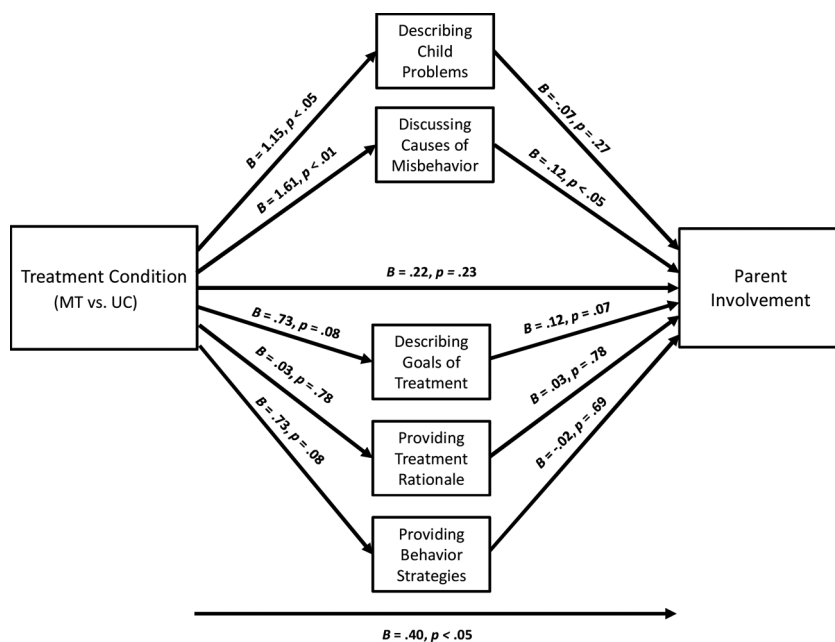 Describing
Child
Problems
B = 1.15, p < .05
B = -.07, p = .27
Discussing
Causes of
Misbehavior
B = 1.61, p < .01
B = .12, p < .05
Treatment Condition
(MT vs. UC)
B = .22, p = .23
Parent
Involvement
B = .73, p = .08
B = .12, p = .07
Describing
Goals of
Treatment
B = .03, p = .78
B = .03, p = .78
Providing
Treatment
Rationale
B = .73, p = .08
B = -.02, p = .69
Providing
Behavior
Strategies
B = .40, p < .05